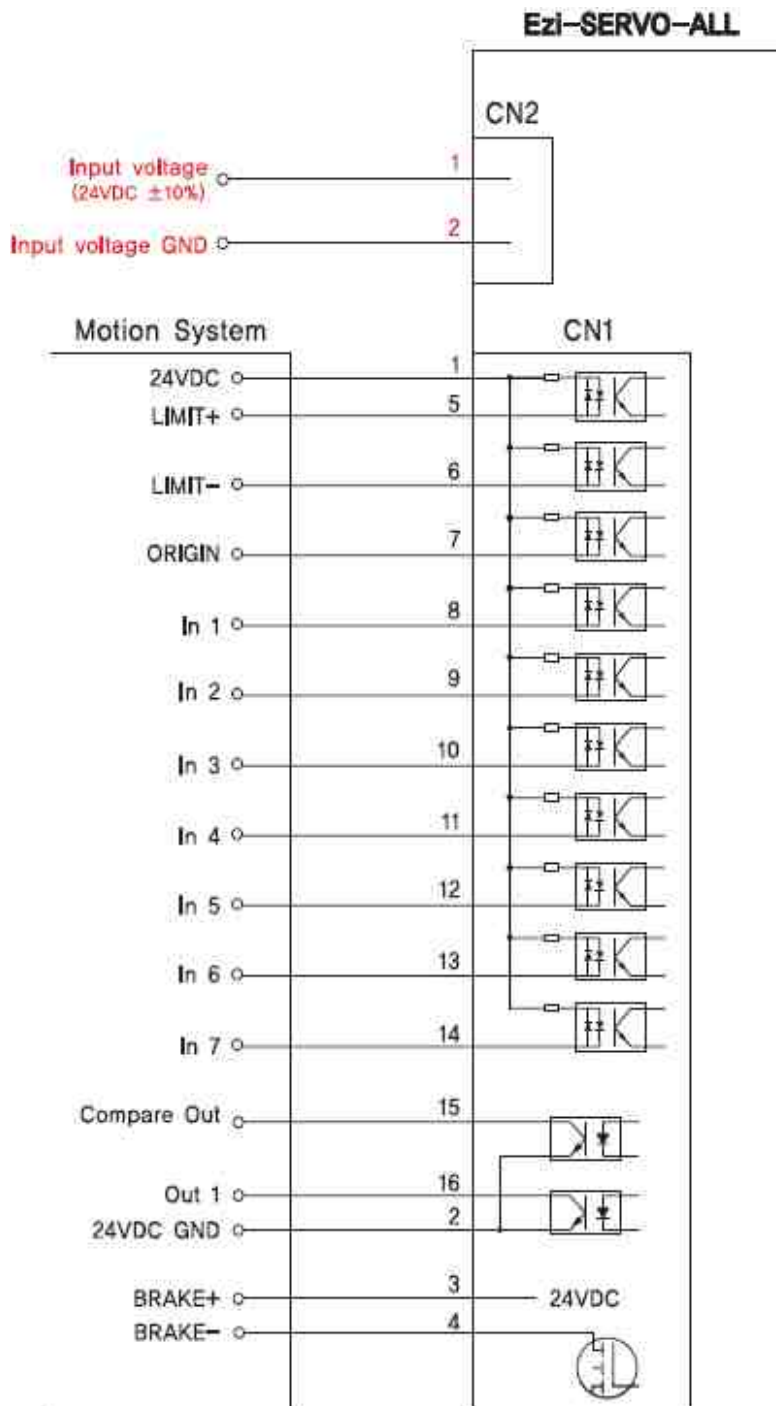 Ezi-SERVO-ALL
CN2
Input voltage 1
(24VDC ±10%)
Input voltage GND 2
Motion System CN1
24VDC 1
LIMIT+ 5
LIMIT- 6
ORIGIN 7
In 1 8
In 2 9
In 3 10
In 4 11
In 5 12
In 6 13
In 7 14
Compare Out 15
Out 1 16
24VDC GND 2
BRAKE+ 3 24VDC
BRAKE- 4